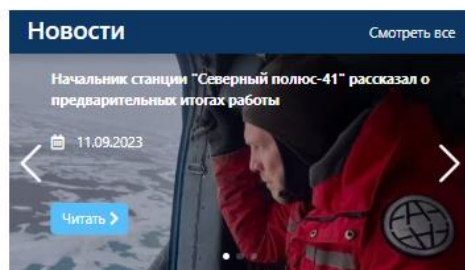 Новости
Смотреть все
Начальник станции "Северный полюс-41" рассказал о
предварительных итогах работы
11.09.2023
Читать